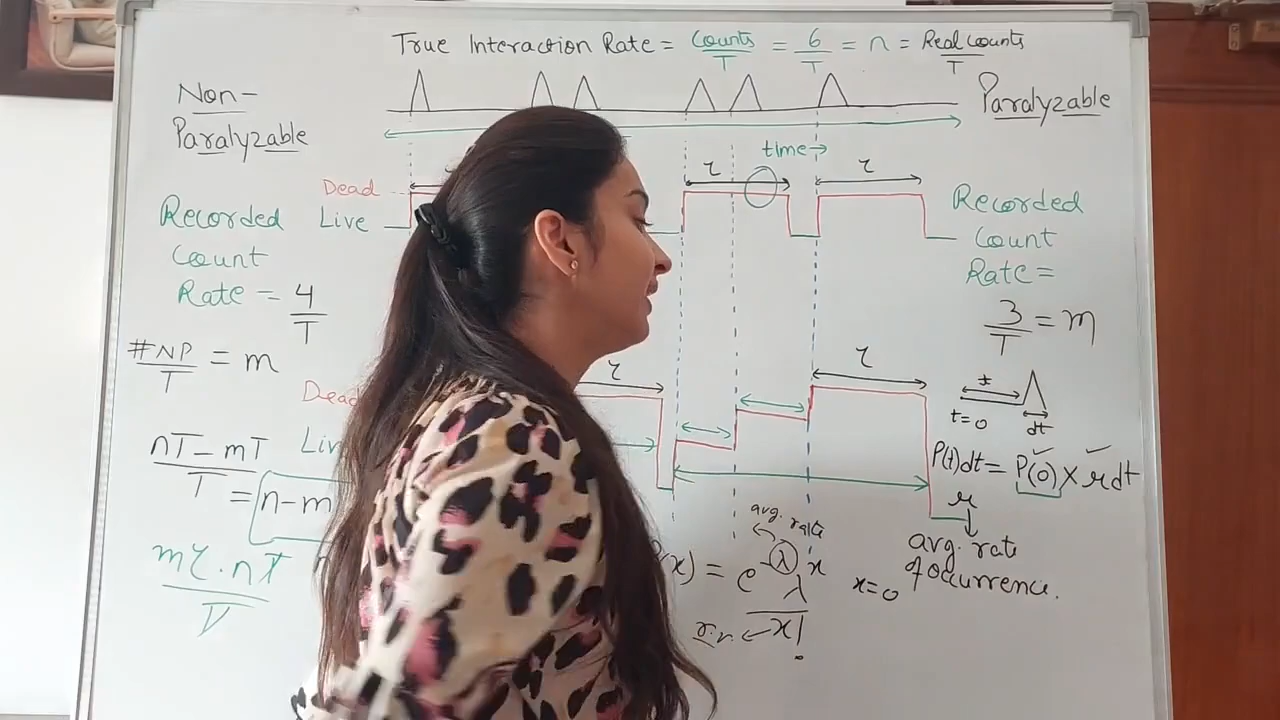 True Interaction Rate = Counts/T = 6/T = n = Real Counts/T
Non-
Paralyzable
Paralyzable
time→
Dead
Live
τ
τ
Recorded
Count
Rate = 4/T
#NP/T = m
nT - mT/T = n-m
mτ.nT/T
Recorded
Count
Rate =
3/T = m
Dea
Liv
τ
τ
t
t=0
dt
P(t)dt = P(0) × r dt
r
avg. rate
of occurrence.
avg. rate
(x) = e^-λ λ^x
x!
r.v.
x=0